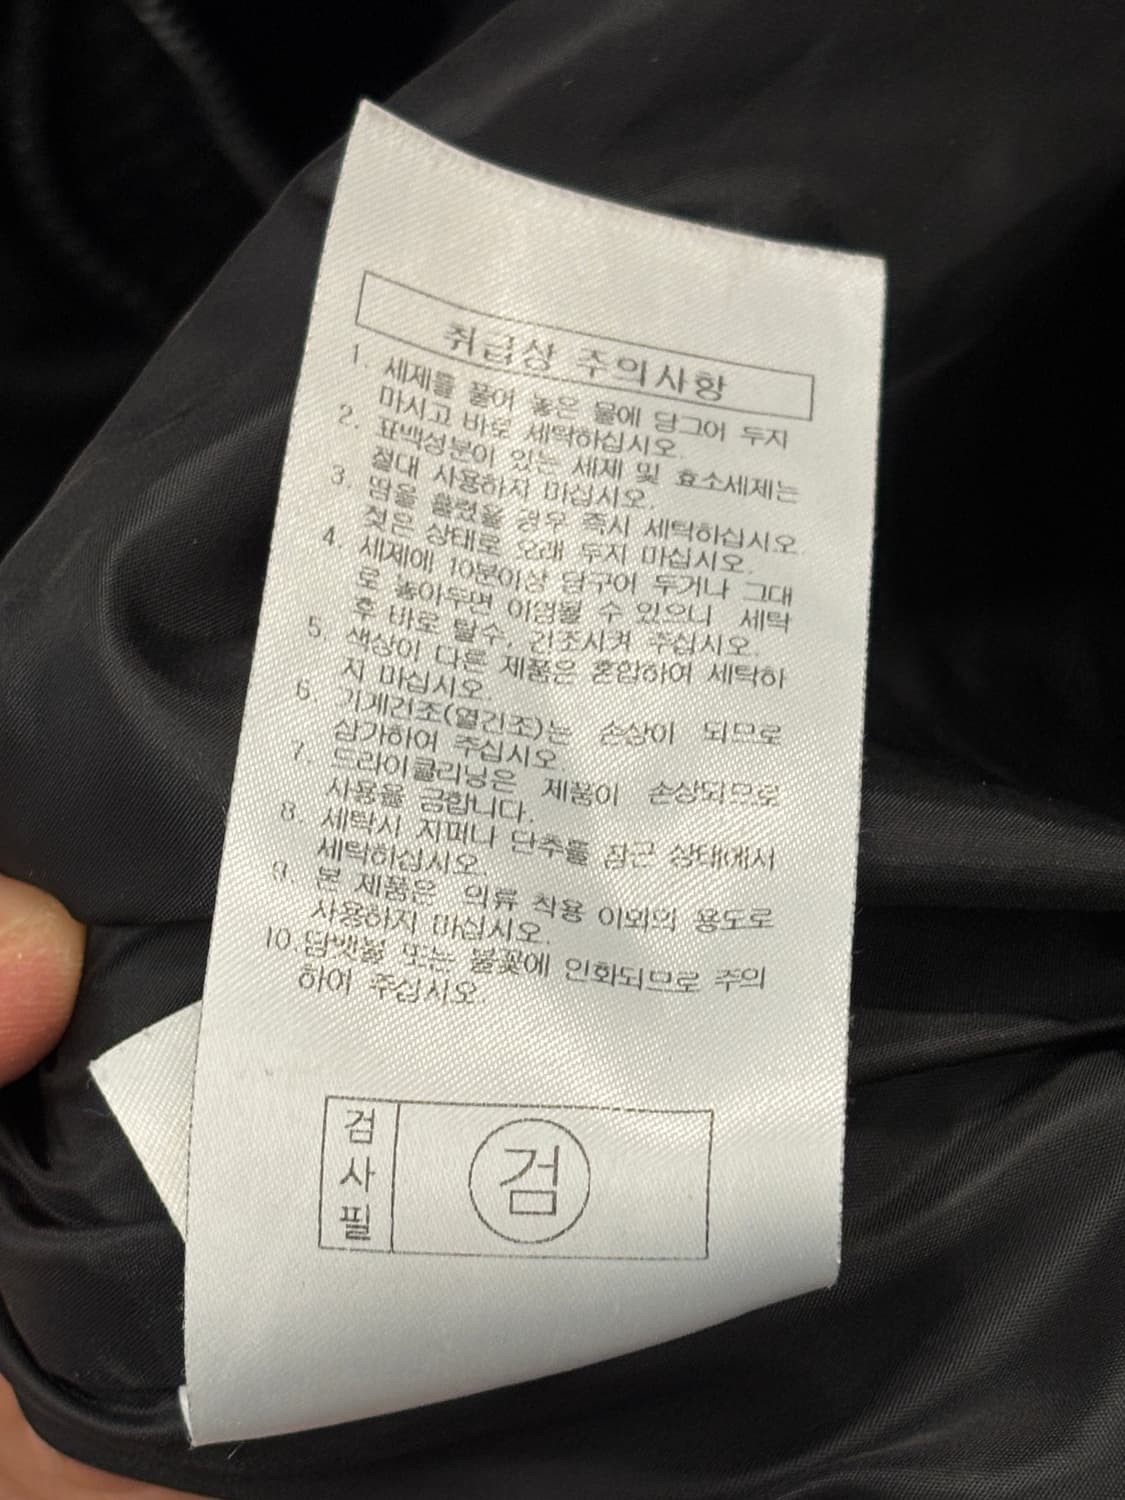 취급상 주의사항
1. 세제를 풀어 놓은 물에 담그어 두지
마시고 바로 세탁하십시오.
2. 표백성분이 있는 세제 및 효소세제는
절대 사용하지 마십시오.
3. 땀을 흘렸을 경우 즉시 세탁하십시오
젖은 상태로 오래 두지 마십시오.
4. 세제에 10분이상 담구어 두거나 그대
로 놓아두면 이염될 수 있으니 세탁
후 바로 탈수, 건조시켜 주십시오.
5. 색상이 다른 제품은 혼합하여 세탁하
지 마십시오.
6. 기계건조(열건조)는 손상이 되므로
삼가하여 주십시오.
7. 드라이클리닝은 제품이 손상되므로
사용을 금합니다.
8. 세탁시 지퍼나 단추를 잠근 상태에서
세탁하십시오.
9. 본 제품은 의류 착용 이외의 용도로
사용하지 마십시오.
10.담뱃불 또는 불꽃에 인화되므로 주의
하여 주십시오.
검사필
검